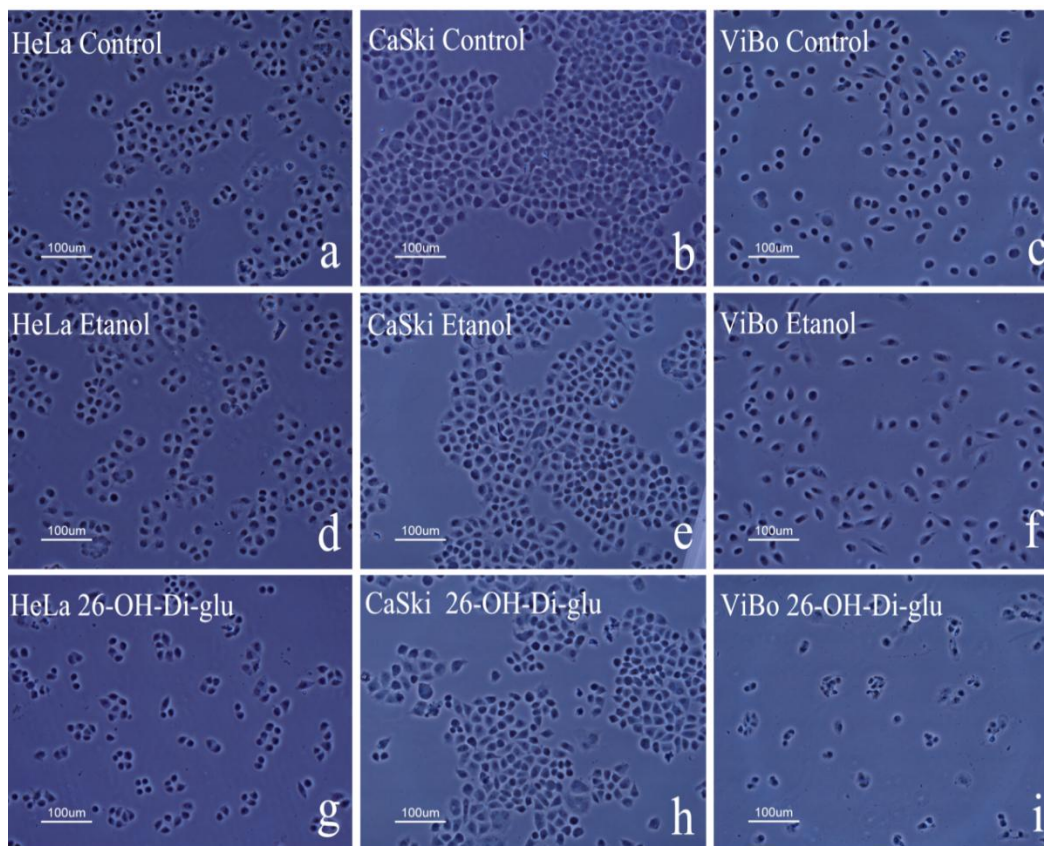 HeLa Control
100um
a
CaSki Control
100um
b
ViBo Control
100um
c
HeLa Etanol
100um
d
CaSki Etanol
100um
e
ViBo Etanol
100um
f
HeLa 26-OH-Di-glu
100um
g
CaSki 26-OH-Di-glu
100um
h
ViBo 26-OH-Di-glu
100um
i